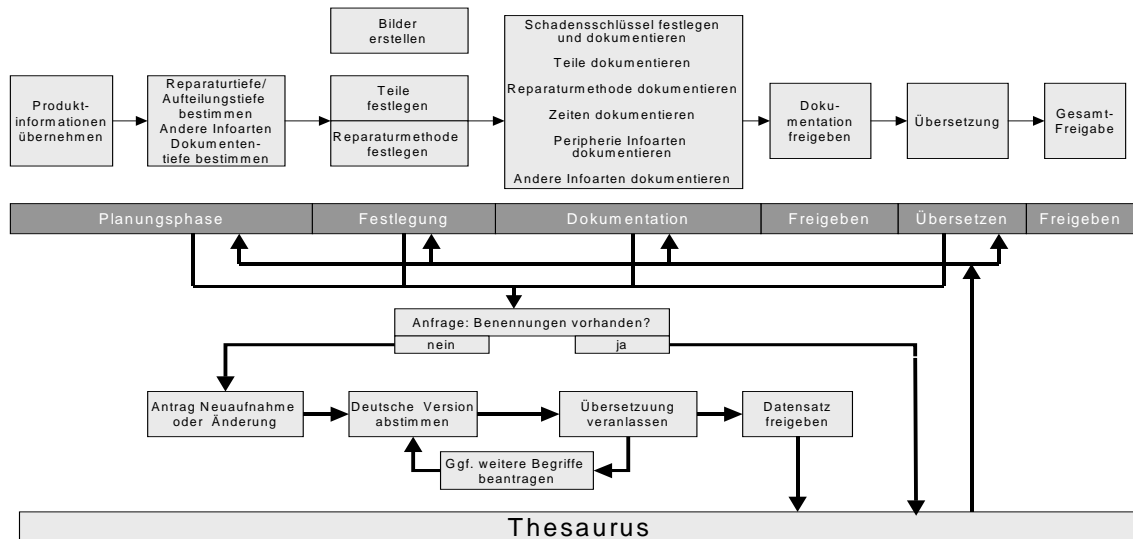 Bilder
erstellen
Produkt-
informationen
übernehmen
Reparaturtiefe/
Aufteilungstiefe
bestimmen
Andere Infoarten
Dokumenten-
tiefe bestimmen
Teile
festlegen
Reparaturmethode
festlegen
Schadensschlüssel festlegen
und dokumentieren
Teile dokumentieren
Reparaturmethode dokumentieren
Zeiten dokumentieren
Peripherie Infoarten
dokumentieren
Andere Infoarten dokumentieren
Doku-
mentation
freigeben
Übersetzung
Gesamt-
Freigabe
Planungsphase
Festlegung
Dokumentation
Freigeben
Übersetzen
Freigeben
Anfrage: Benennungen vorhanden?
nein
ja
Antrag Neuaufnahme
oder Änderung
Deutsche Version
abstimmen
Übersetzuung
veranlassen
Datensatz
freigeben
Ggf. weitere Begriffe
beantragen
Thesaurus